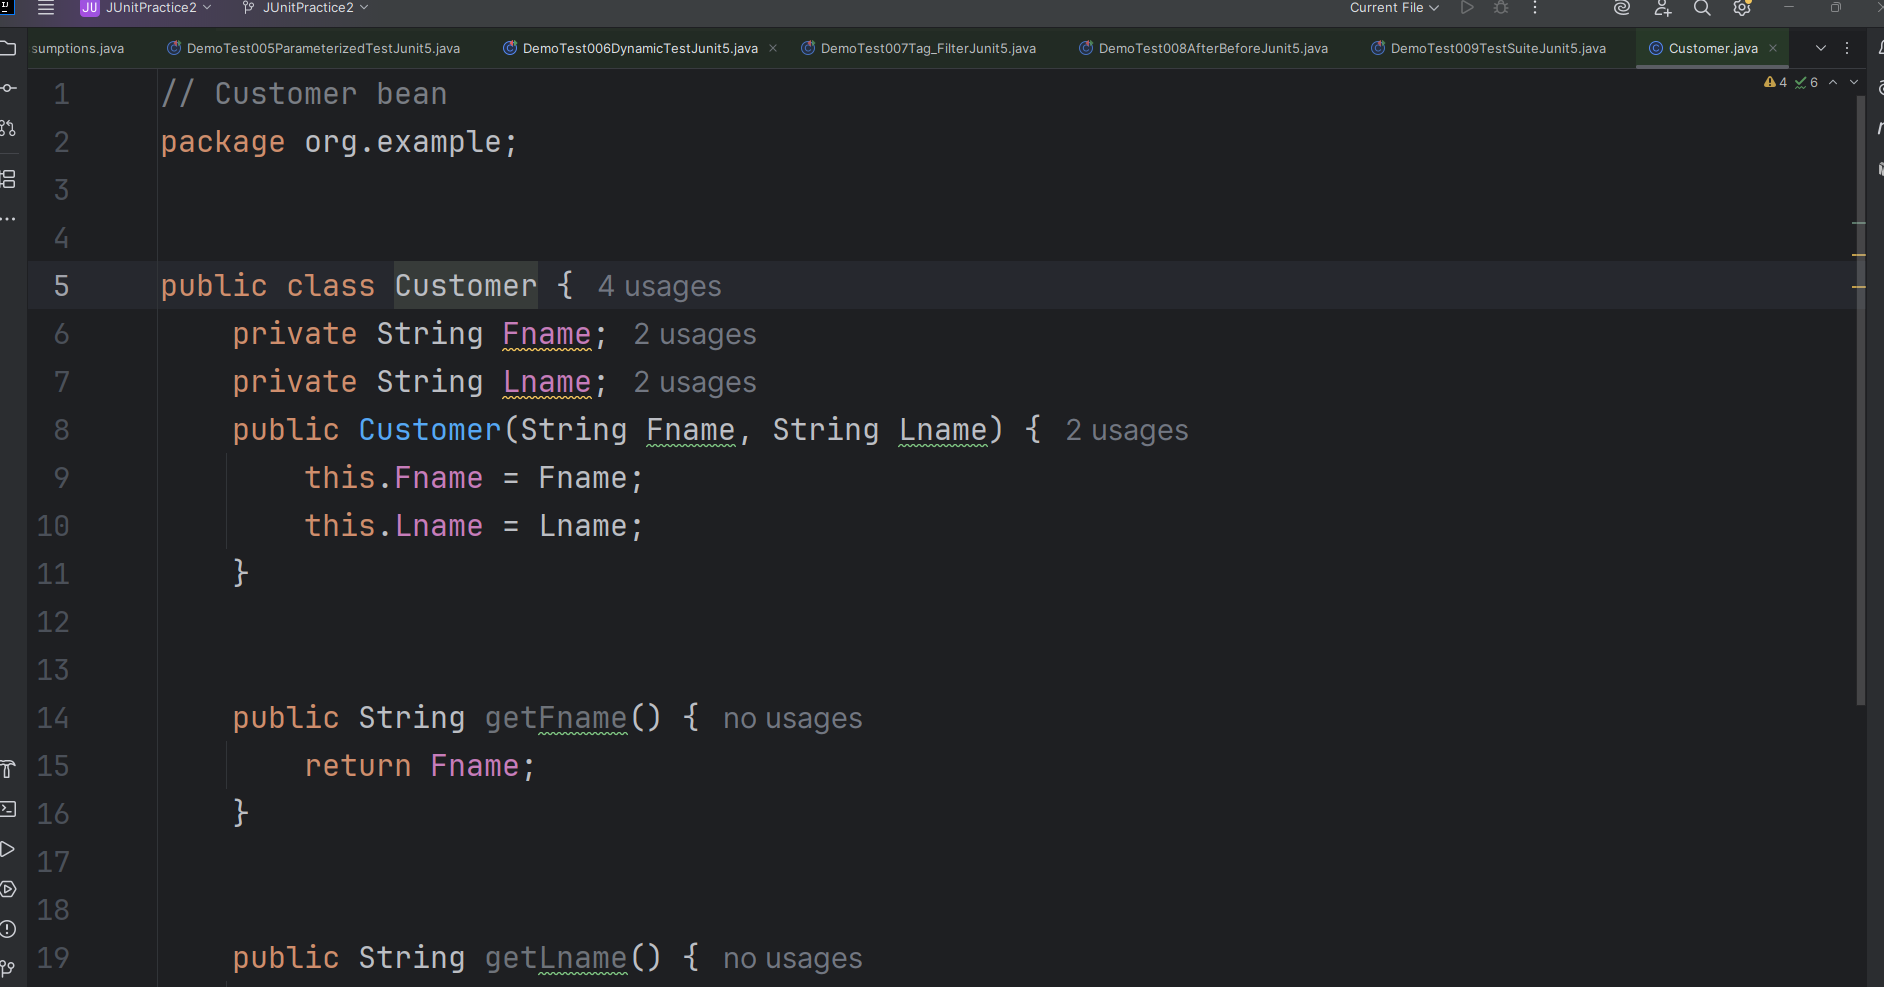 JU JUnitPractice2 JUnitPractice2 Current File
sumptions.java DemoTest005ParameterizedTestJunit5.java DemoTest006DynamicTestJunit5.java DemoTest007Tag_FilterJunit5.java DemoTest008AfterBeforeJunit5.java DemoTest009TestSuiteJunit5.java Customer.java
4 6
1 // Customer bean
2 package org.example;
3
4
5 public class Customer { 4 usages
6 private String Fname; 2 usages
7 private String Lname; 2 usages
8 public Customer(String Fname, String Lname) { 2 usages
9 this.Fname = Fname;
10 this.Lname = Lname;
11 }
12
13
14 public String getFname() { no usages
15 return Fname;
16 }
17
18
19 public String getLname() { no usages